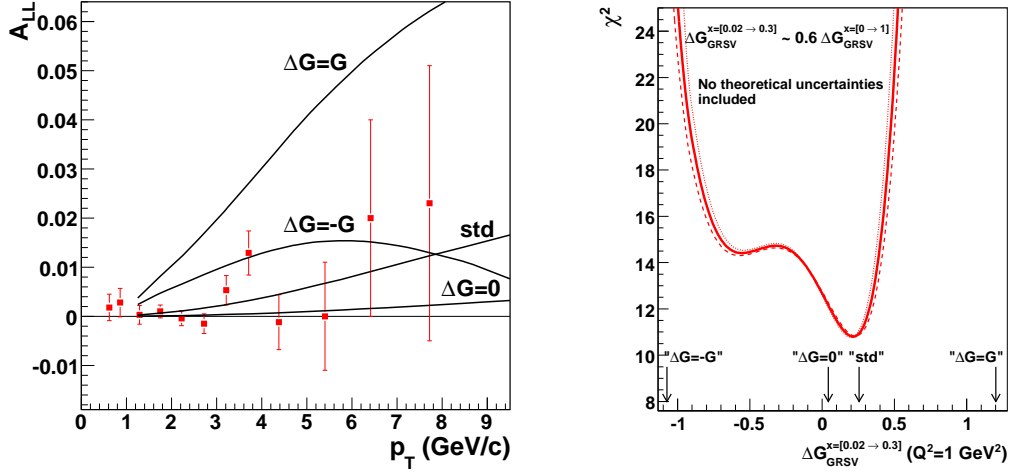 A_LL
0.06
0.05
0.04
0.03
0.02
0.01
0
-0.01
ΔG=G
ΔG=-G
std
ΔG=0
0 1 2 3 4 5 6 7 8 9
p_T (GeV/c)
χ²
24
22
20
18
16
14
12
10
8
ΔG_GRSV^x=[0.02→0.3] ~ 0.6 ΔG_GRSV^x=[0→1]
No theoretical uncertainties
included
"ΔG=-G" "ΔG=0" "std" "ΔG=G"
-1 -0.5 0 0.5 1
ΔG_GRSV^x=[0.02→0.3] (Q²=1 GeV²)